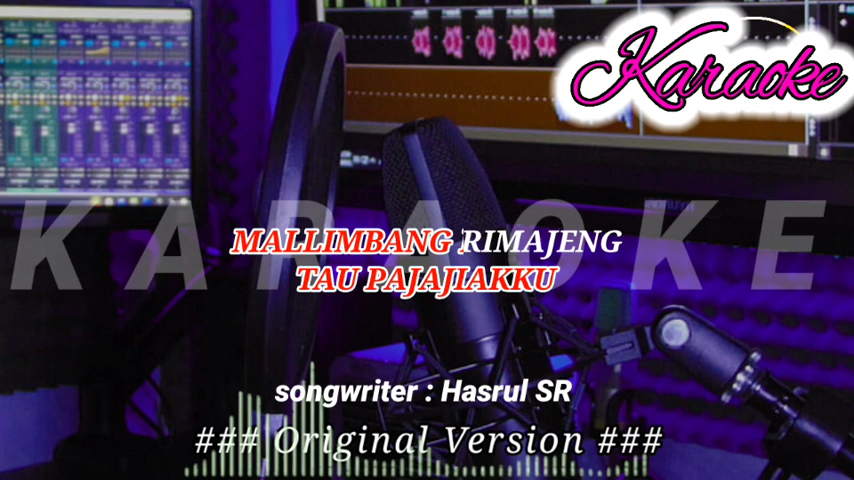 Karaoke
KARAOKE
MALLIMBANG RIMAJENG
TAU PAJAJIAKKU
songwriter : Hasrul SR
### Original Version ###